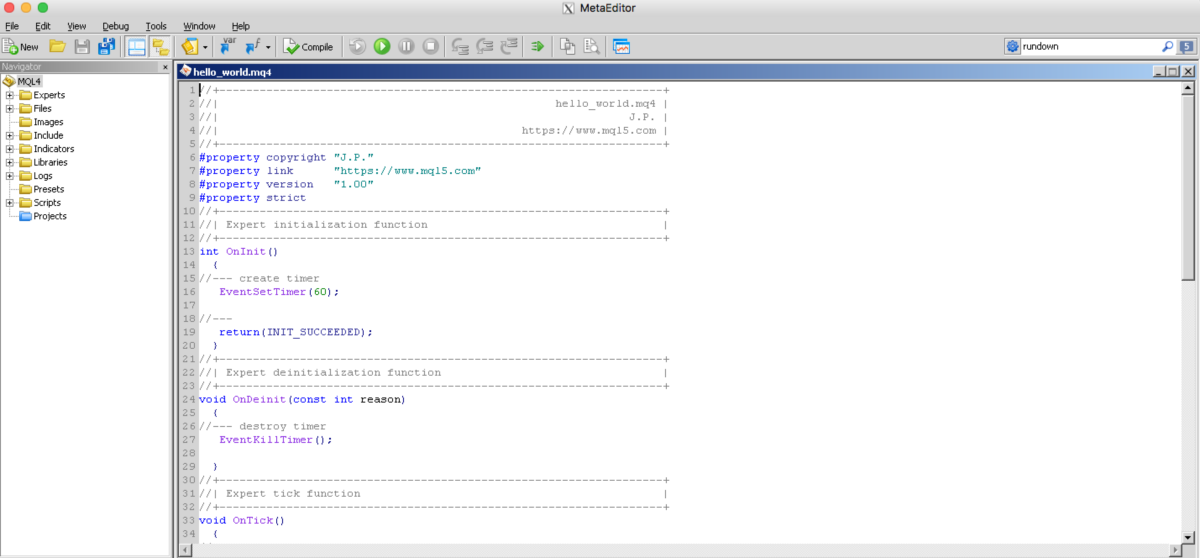 MetaEditor
File Edit View Debug Tools Window Help
New var f Compile rundown 5
Navigator x
MQL4
Experts
Files
Images
Include
Indicators
Libraries
Logs
Presets
Scripts
Projects
hello_world.mq4
1 //+------------------------------------------------------------------+
2 //|                                                  hello_world.mq4 |
3 //|                                                             J.P. |
4 //|                                             https://www.mql5.com |
5 //+------------------------------------------------------------------+
6 #property copyright "J.P."
7 #property link      "https://www.mql5.com"
8 #property version   "1.00"
9 #property strict
10 //+------------------------------------------------------------------+
11 //| Expert initialization function                                   |
12 //+------------------------------------------------------------------+
13 int OnInit()
14   {
15 //--- create timer
16    EventSetTimer(60);
17
18 //---
19    return(INIT_SUCCEEDED);
20   }
21 //+------------------------------------------------------------------+
22 //| Expert deinitialization function                                 |
23 //+------------------------------------------------------------------+
24 void OnDeinit(const int reason)
25   {
26 //--- destroy timer
27    EventKillTimer();
28
29   }
30 //+------------------------------------------------------------------+
31 //| Expert tick function                                             |
32 //+------------------------------------------------------------------+
33 void OnTick()
34   {